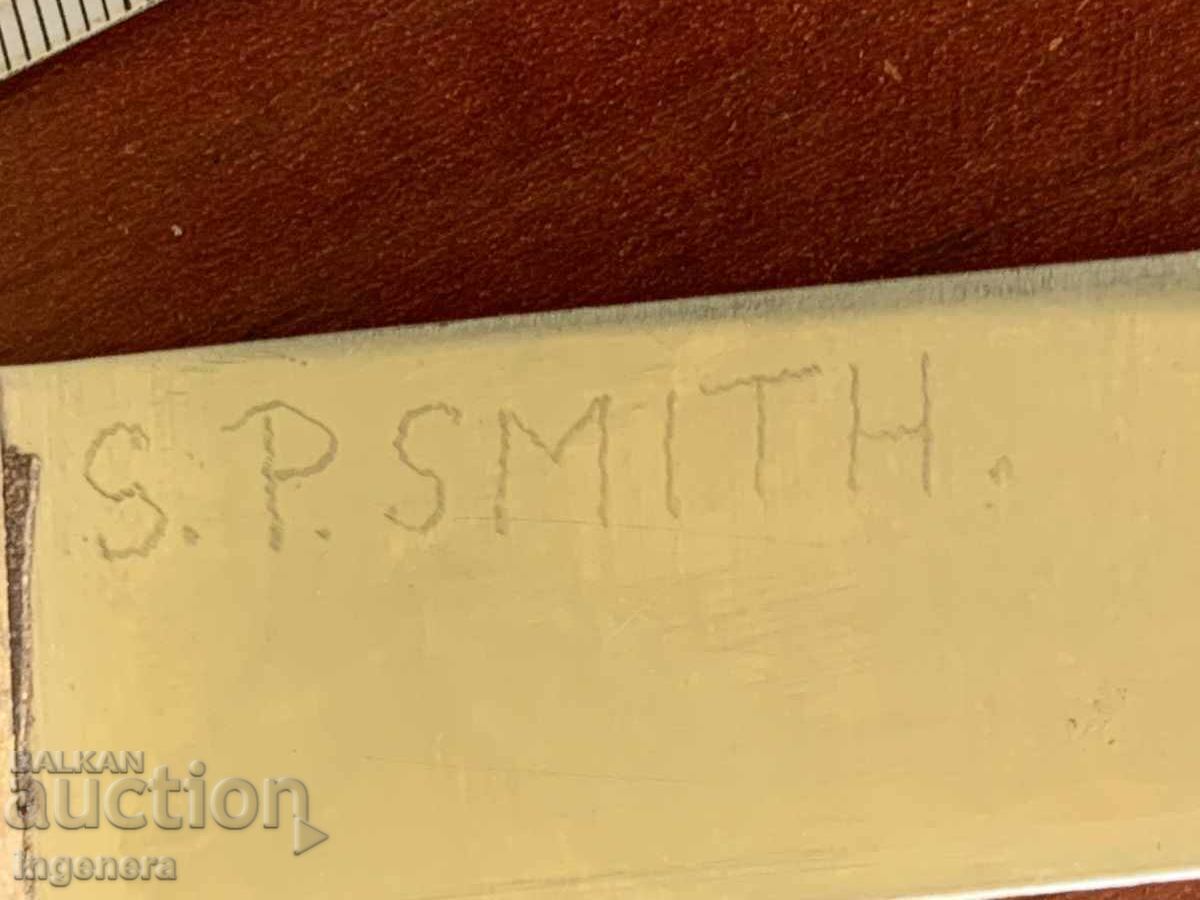 S.P. SMITH.
BALKAN
auction
Ingenera